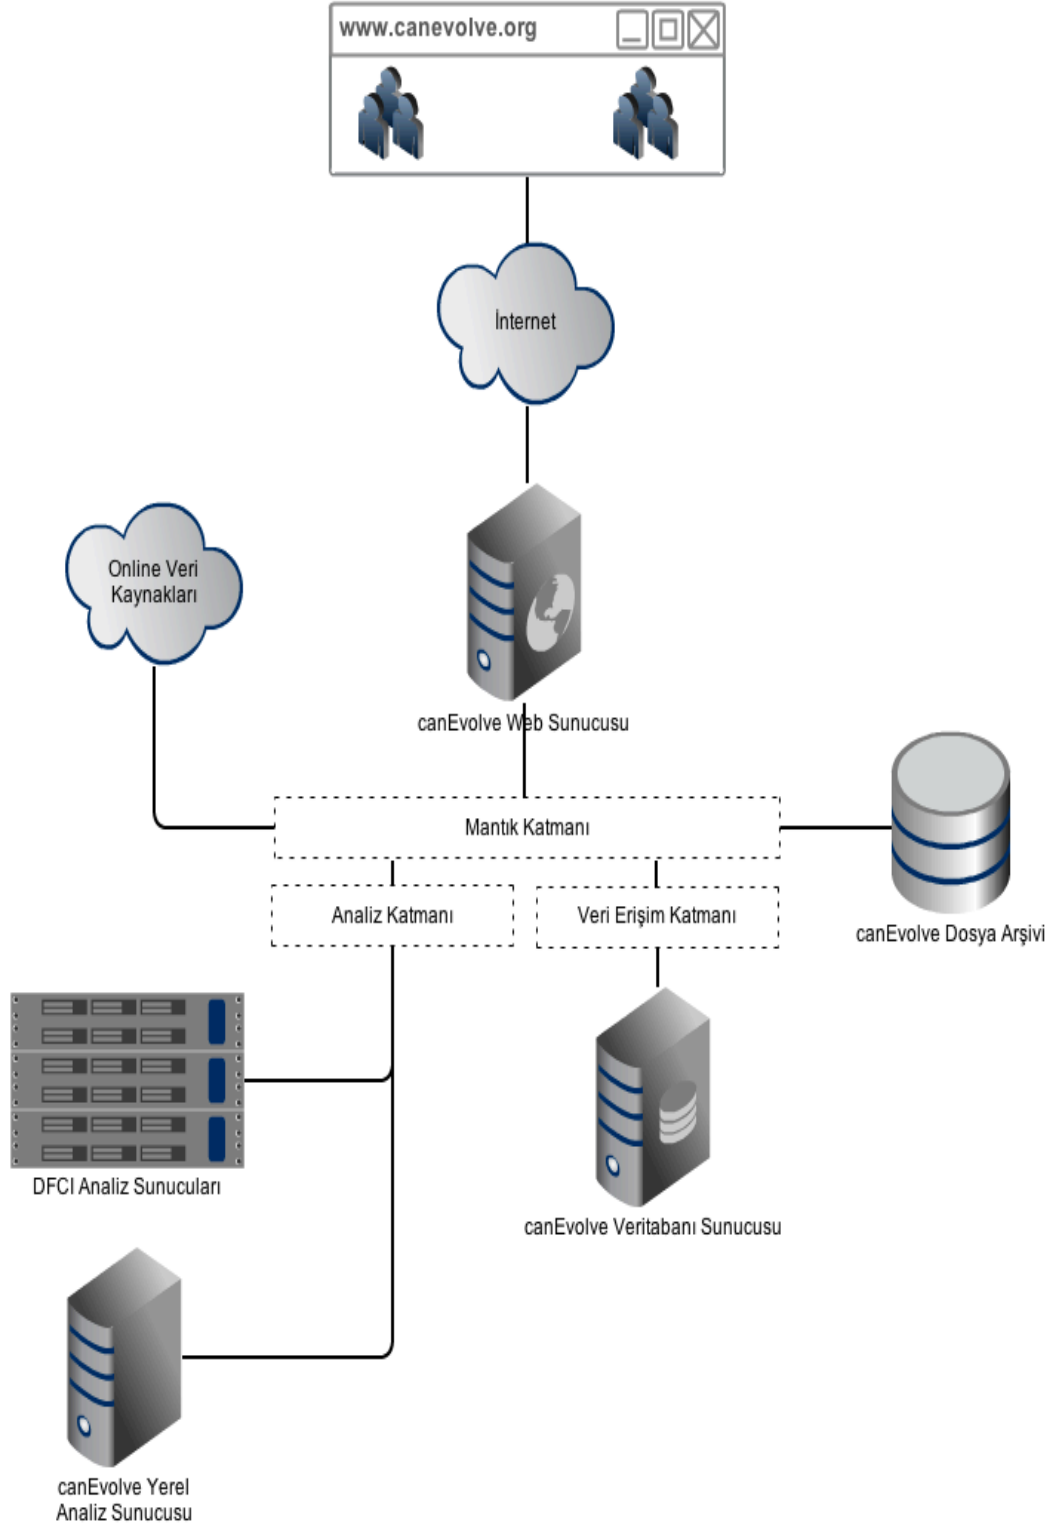 www.canevolve.org
İnternet
Online Veri
Kaynakları
canEvolve Web Sunucusu
Mantık Katmanı
Analiz Katmanı
Veri Erişim Katmanı
canEvolve Dosya Arşivi
DFCI Analiz Sunucuları
canEvolve Veritabanı Sunucusu
canEvolve Yerel
Analiz Sunucusu